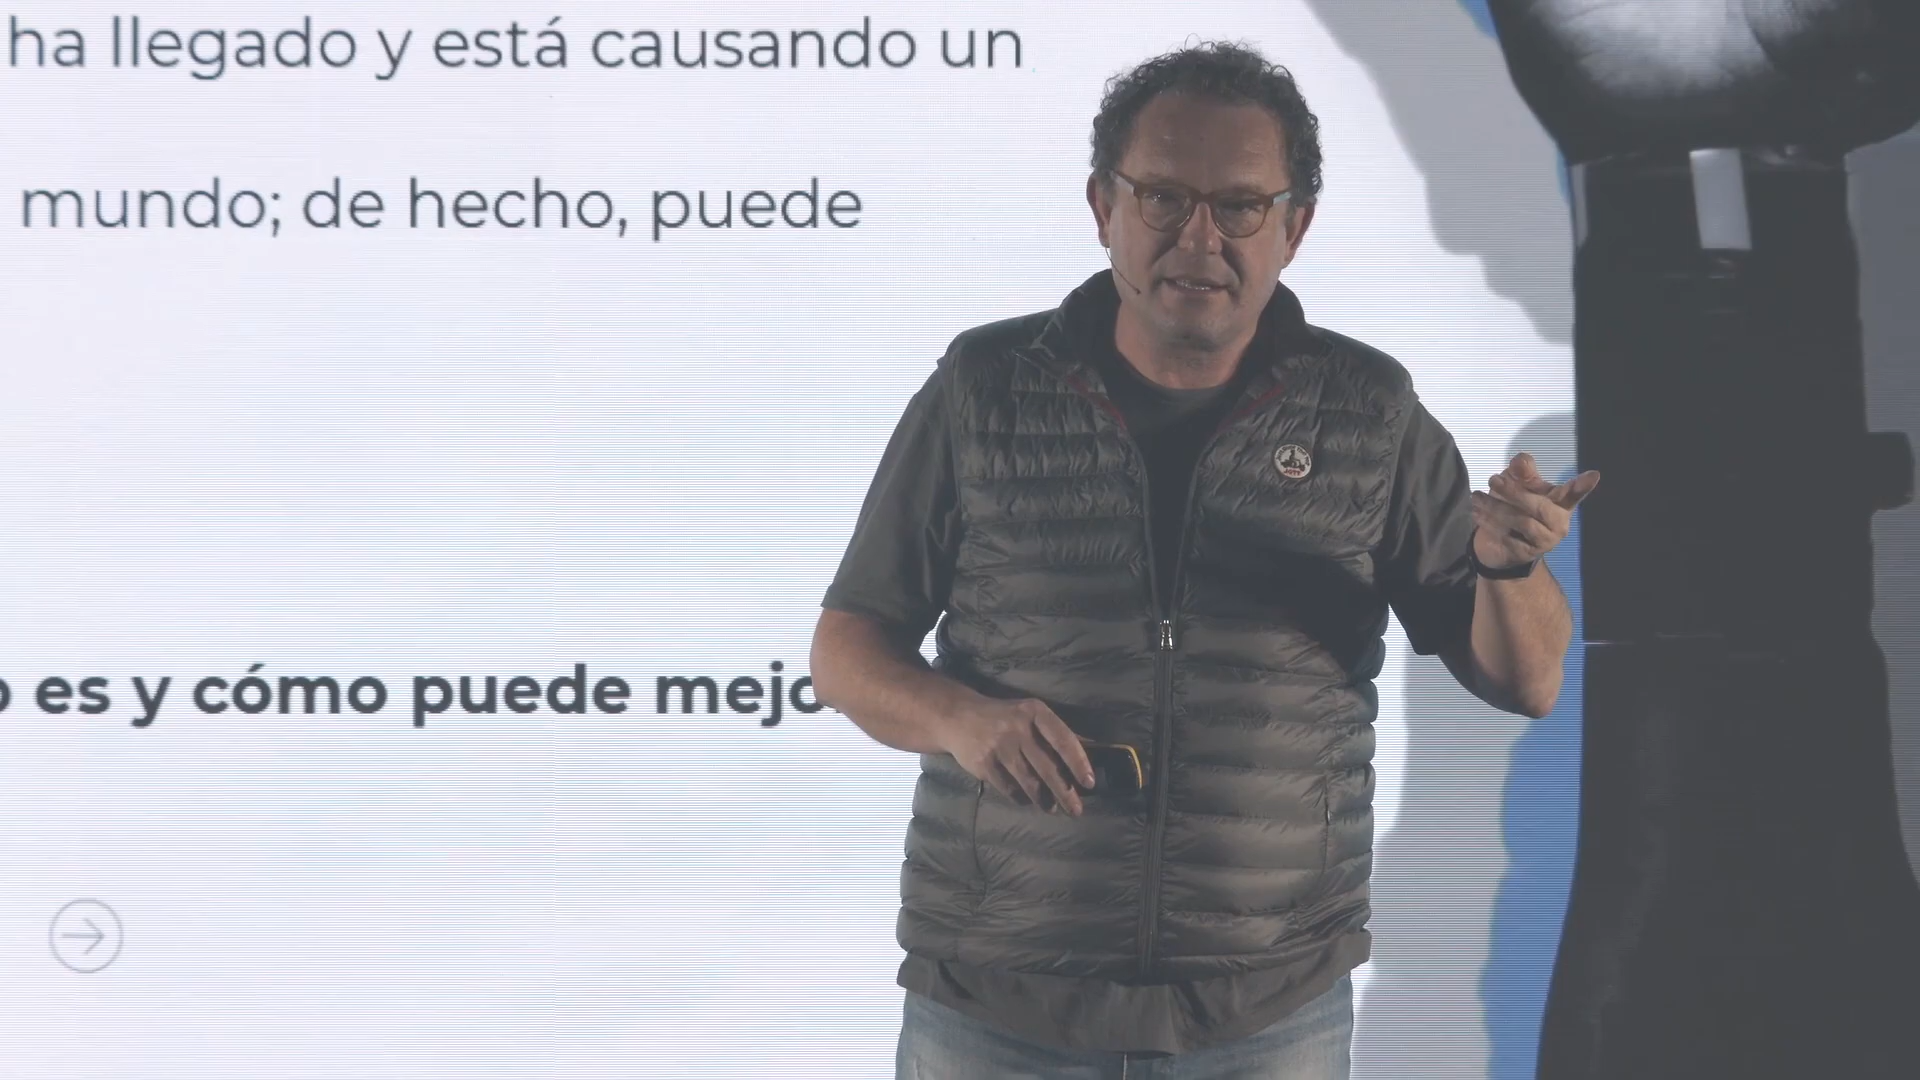 ha llegado y está causando un
mundo; de hecho, puede
es y cómo puede mejo